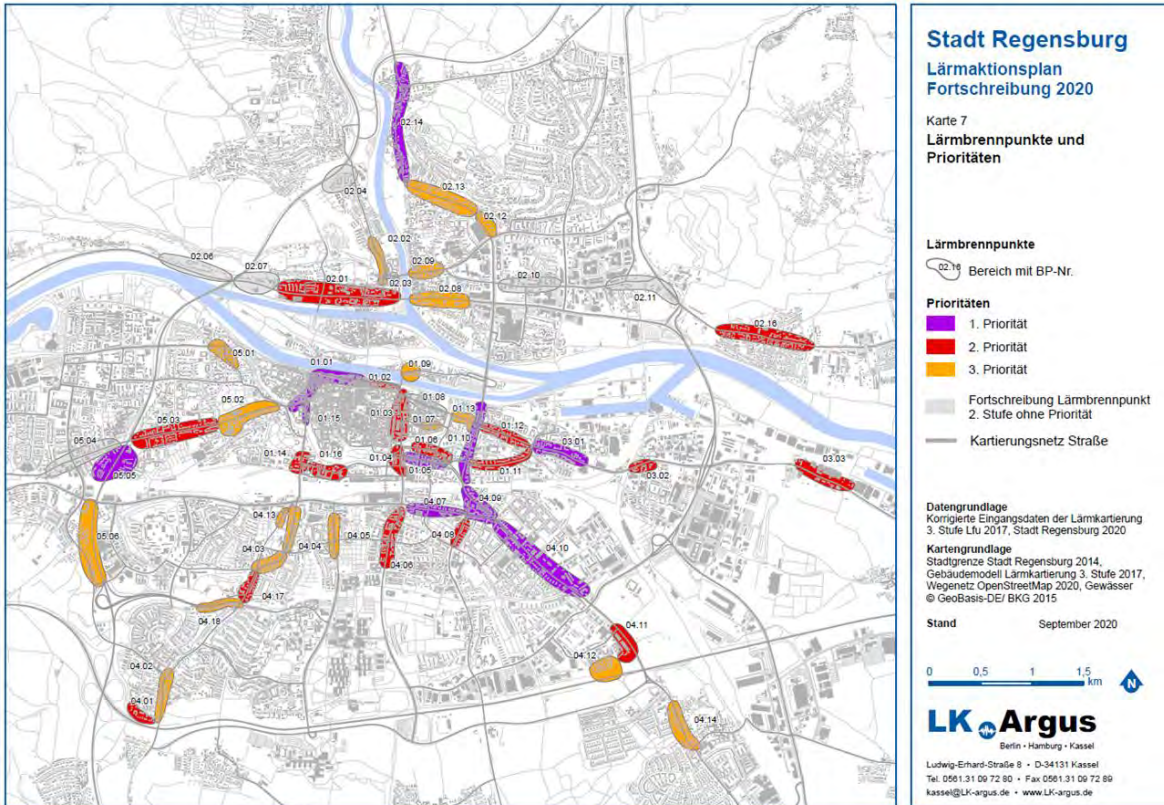 02.14
02.13
02.04
02.12
02.02
02.06
02.09
02.07
02.01
02.03
02.10
02.08
02.11
02.16
05.01
01.01
01.09
01.02
05.02
01.08
01.03
01.07
01.13
01.15
05.03
01.12
01.10
05.04
01.06
03.01
01.14
01.16
01.04
01.05
01.11
03.02
03.03
05.05
04.07
04.09
04.13
05.06
04.03
04.04
04.05
04.08
04.10
04.06
04.17
04.18
04.11
04.02
04.12
04.01
04.14
Stadt Regensburg
Lärmaktionsplan
Fortschreibung 2020
Karte 7
Lärmbrennpunkte und
Prioritäten
Lärmbrennpunkte
02.16 Bereich mit BP-Nr.
Prioritäten
1. Priorität
2. Priorität
3. Priorität
Fortschreibung Lärmbrennpunkt
2. Stufe ohne Priorität
Kartierungsnetz Straße
Datengrundlage
Korrigierte Eingangsdaten der Lärmkartierung
3. Stufe Lfu 2017, Stadt Regensburg 2020
Kartengrundlage
Stadtgrenze Stadt Regensburg 2014,
Gebäudemodell Lärmkartierung 3. Stufe 2017,
Wegenetz OpenStreetMap 2020, Gewässer
© GeoBasis-DE/ BKG 2015
Stand September 2020
0 0,5 1 1,5
km
N
LK Argus
Berlin • Hamburg • Kassel
Ludwig-Erhard-Straße 8 • D-34131 Kassel
Tel. 0561.31 09 72 80 • Fax 0561.31 09 72 89
kassel@LK-argus.de • www.LK-argus.de